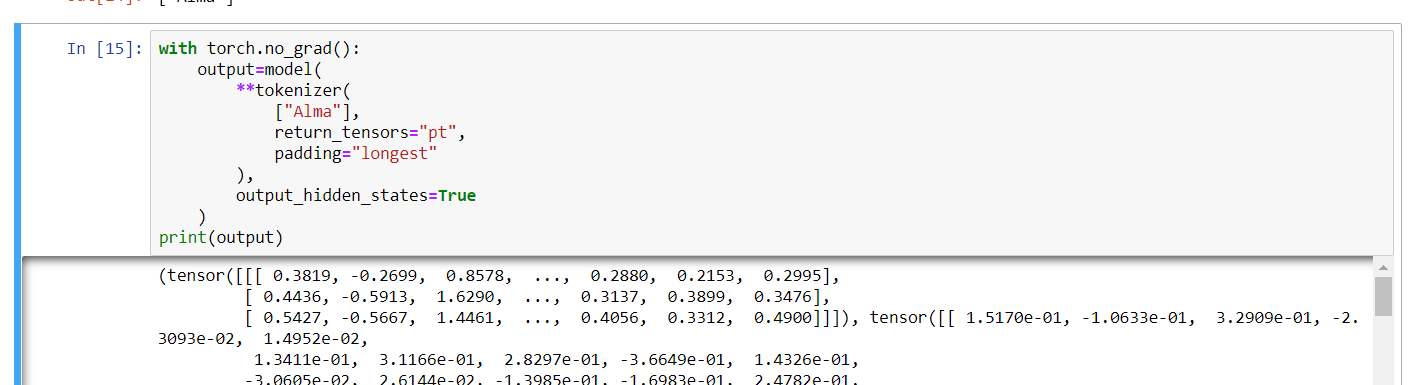 In [15]: with torch.no_grad():
    output=model(
        **tokenizer(
            ["Alma"],
            return_tensors="pt",
            padding="longest"
        ),
        output_hidden_states=True
    )
print(output)
(tensor([[[ 0.3819, -0.2699,  0.8578,  ...,  0.2880,  0.2153,  0.2995],
         [ 0.4436, -0.5913,  1.6290,  ...,  0.3137,  0.3899,  0.3476],
         [ 0.5427, -0.5667,  1.4461,  ...,  0.4056,  0.3312,  0.4900]]]), tensor([[ 1.5170e-01, -1.0633e-01,  3.2909e-01, -2.
3093e-02,  1.4952e-02,
          1.3411e-01,  3.1166e-01,  2.8297e-01, -3.6649e-01,  1.4326e-01,
         -3.0605e-02,  2.6144e-02, -1.3985e-01, -1.6983e-01,  2.4782e-01,